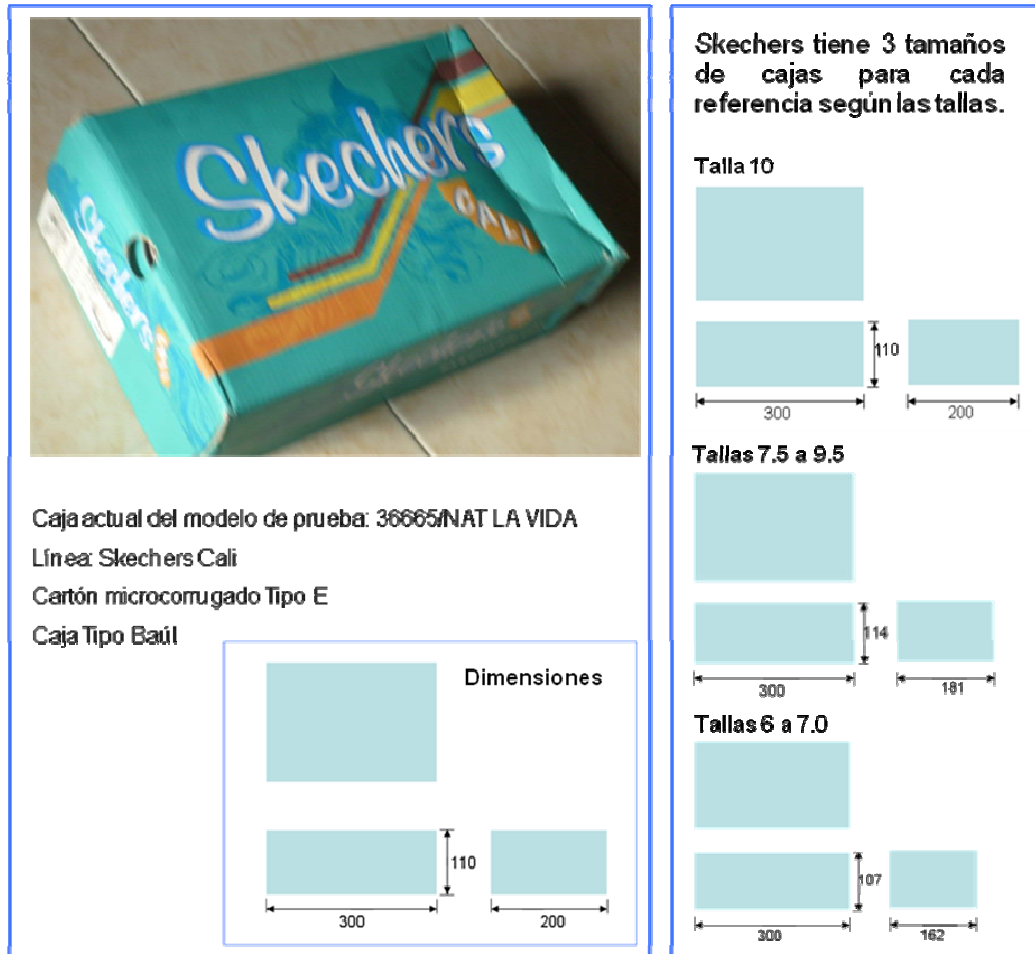 Skechers
CALI
Skechers
Caja actual del modelo de prueba: 36665/NAT LA VIDA
Línea: Skechers Cali
Cartón microcorrugado Tipo E
Caja Tipo Baúl
Dimensiones
110
300
200
Skechers tiene 3 tamaños
de cajas para cada
referencia según las tallas.
Talla 10
110
300
200
Tallas 7.5 a 9.5
114
300
181
Tallas 6 a 7.0
107
300
162